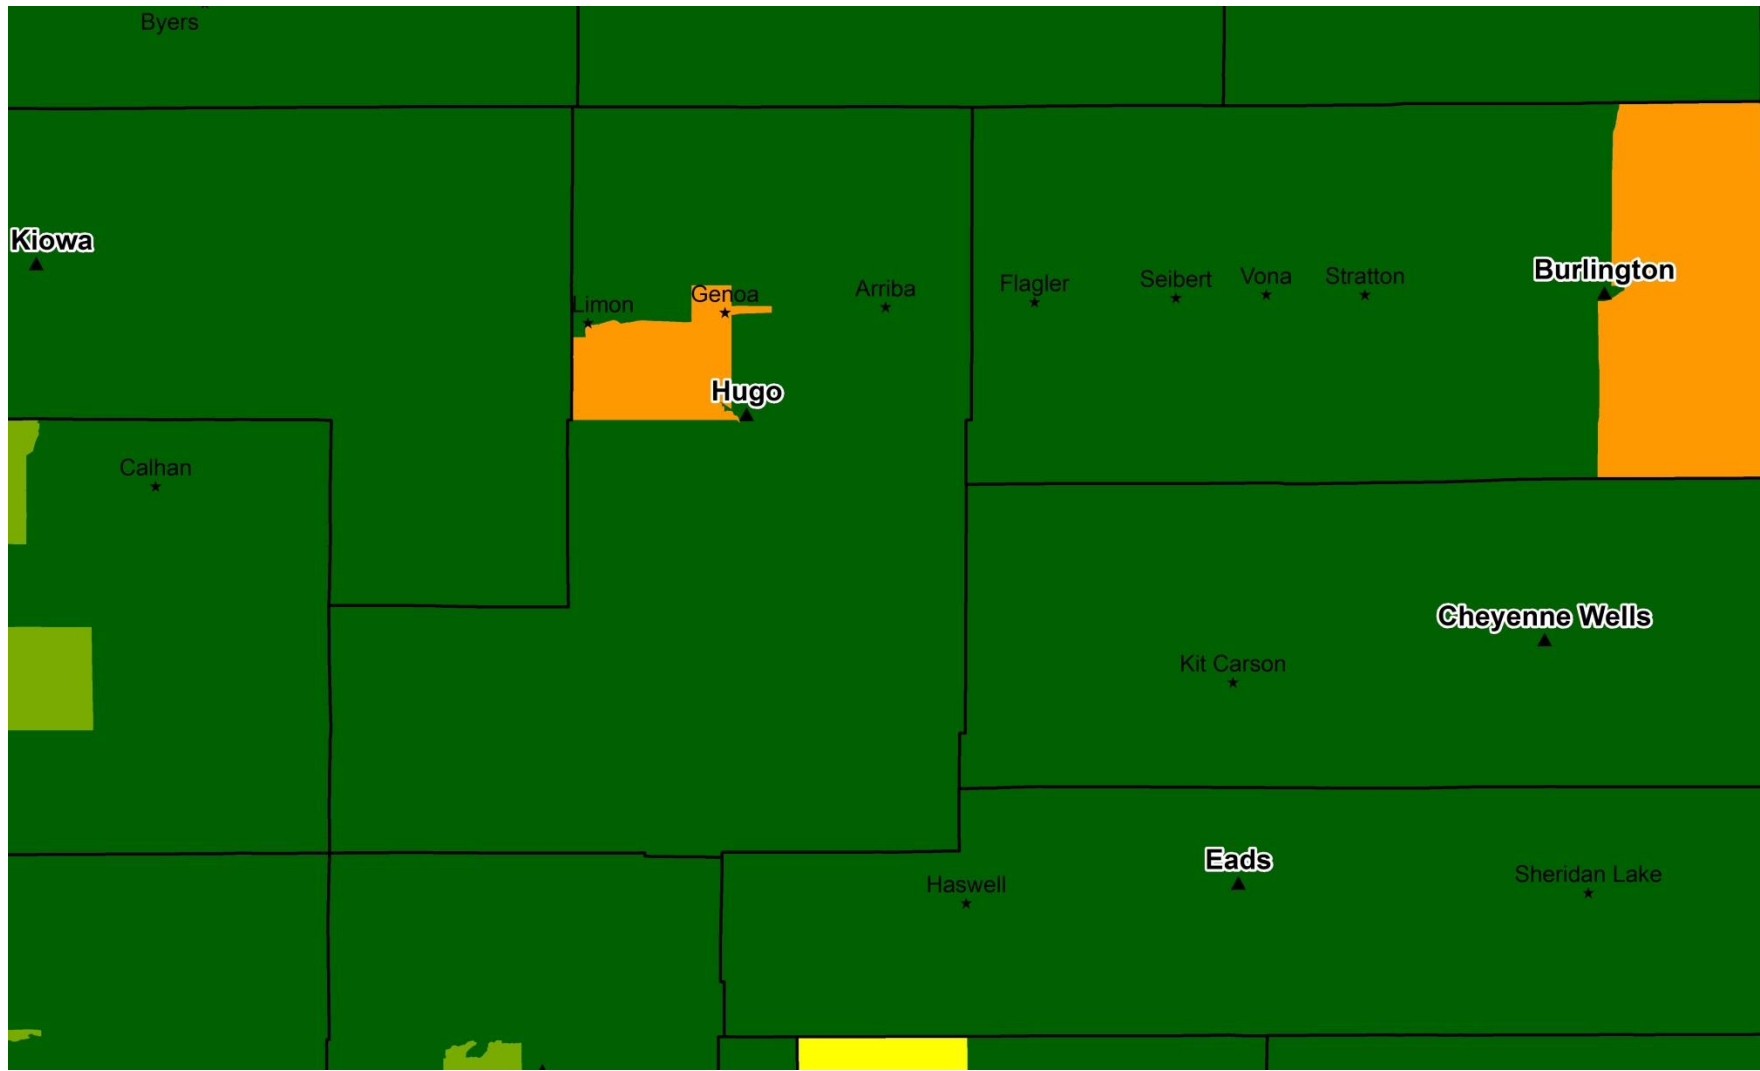 Byers
Kiowa
Burlington
Flagler
Seibert
Vona
Stratton
Arriba
Genoa
Limon
Hugo
Calhan
Cheyenne Wells
Kit Carson
Eads
Haswell
Sheridan Lake